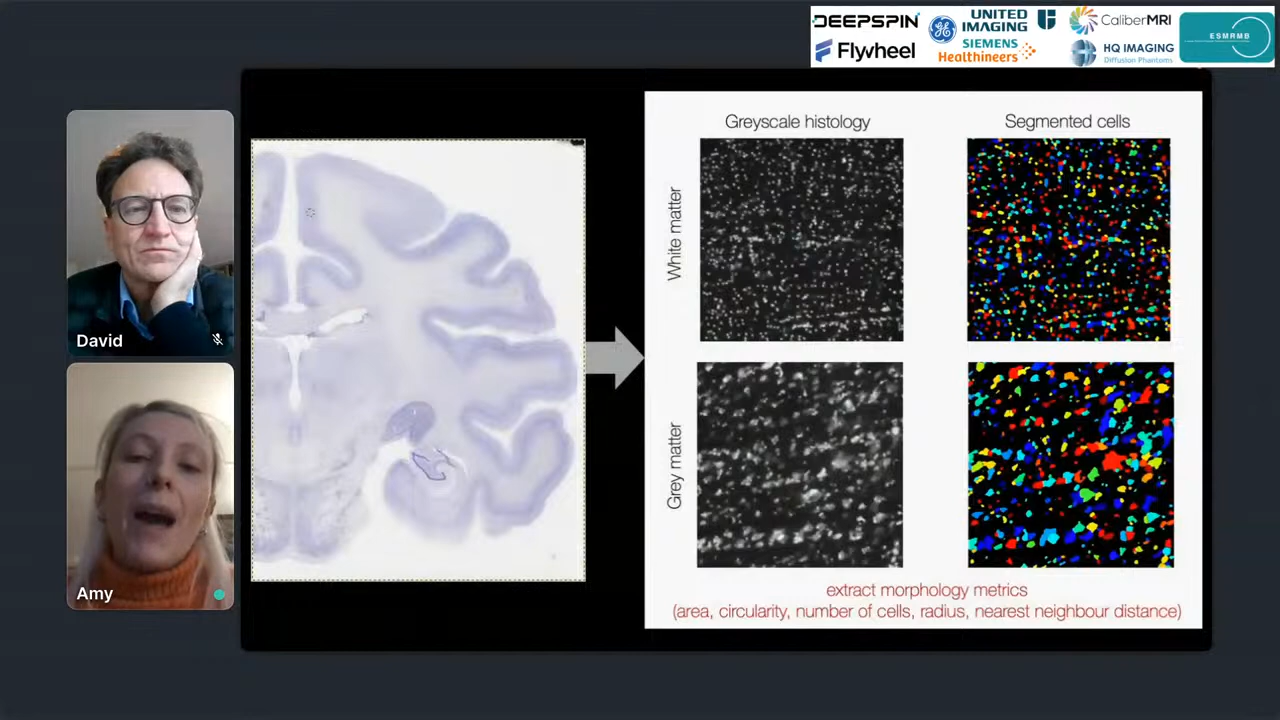 DEEPSPIN
UNITED
IMAGING
CaliberMRI
Flywheel
SIEMENS
Healthineers
HQ IMAGING
Diffusion Phantoms
ESMRMB
Greyscale histology
Segmented cells
White matter
Grey matter
David
Amy
extract morphology metrics
(area, circularity, number of cells, radius, nearest neighbour distance)